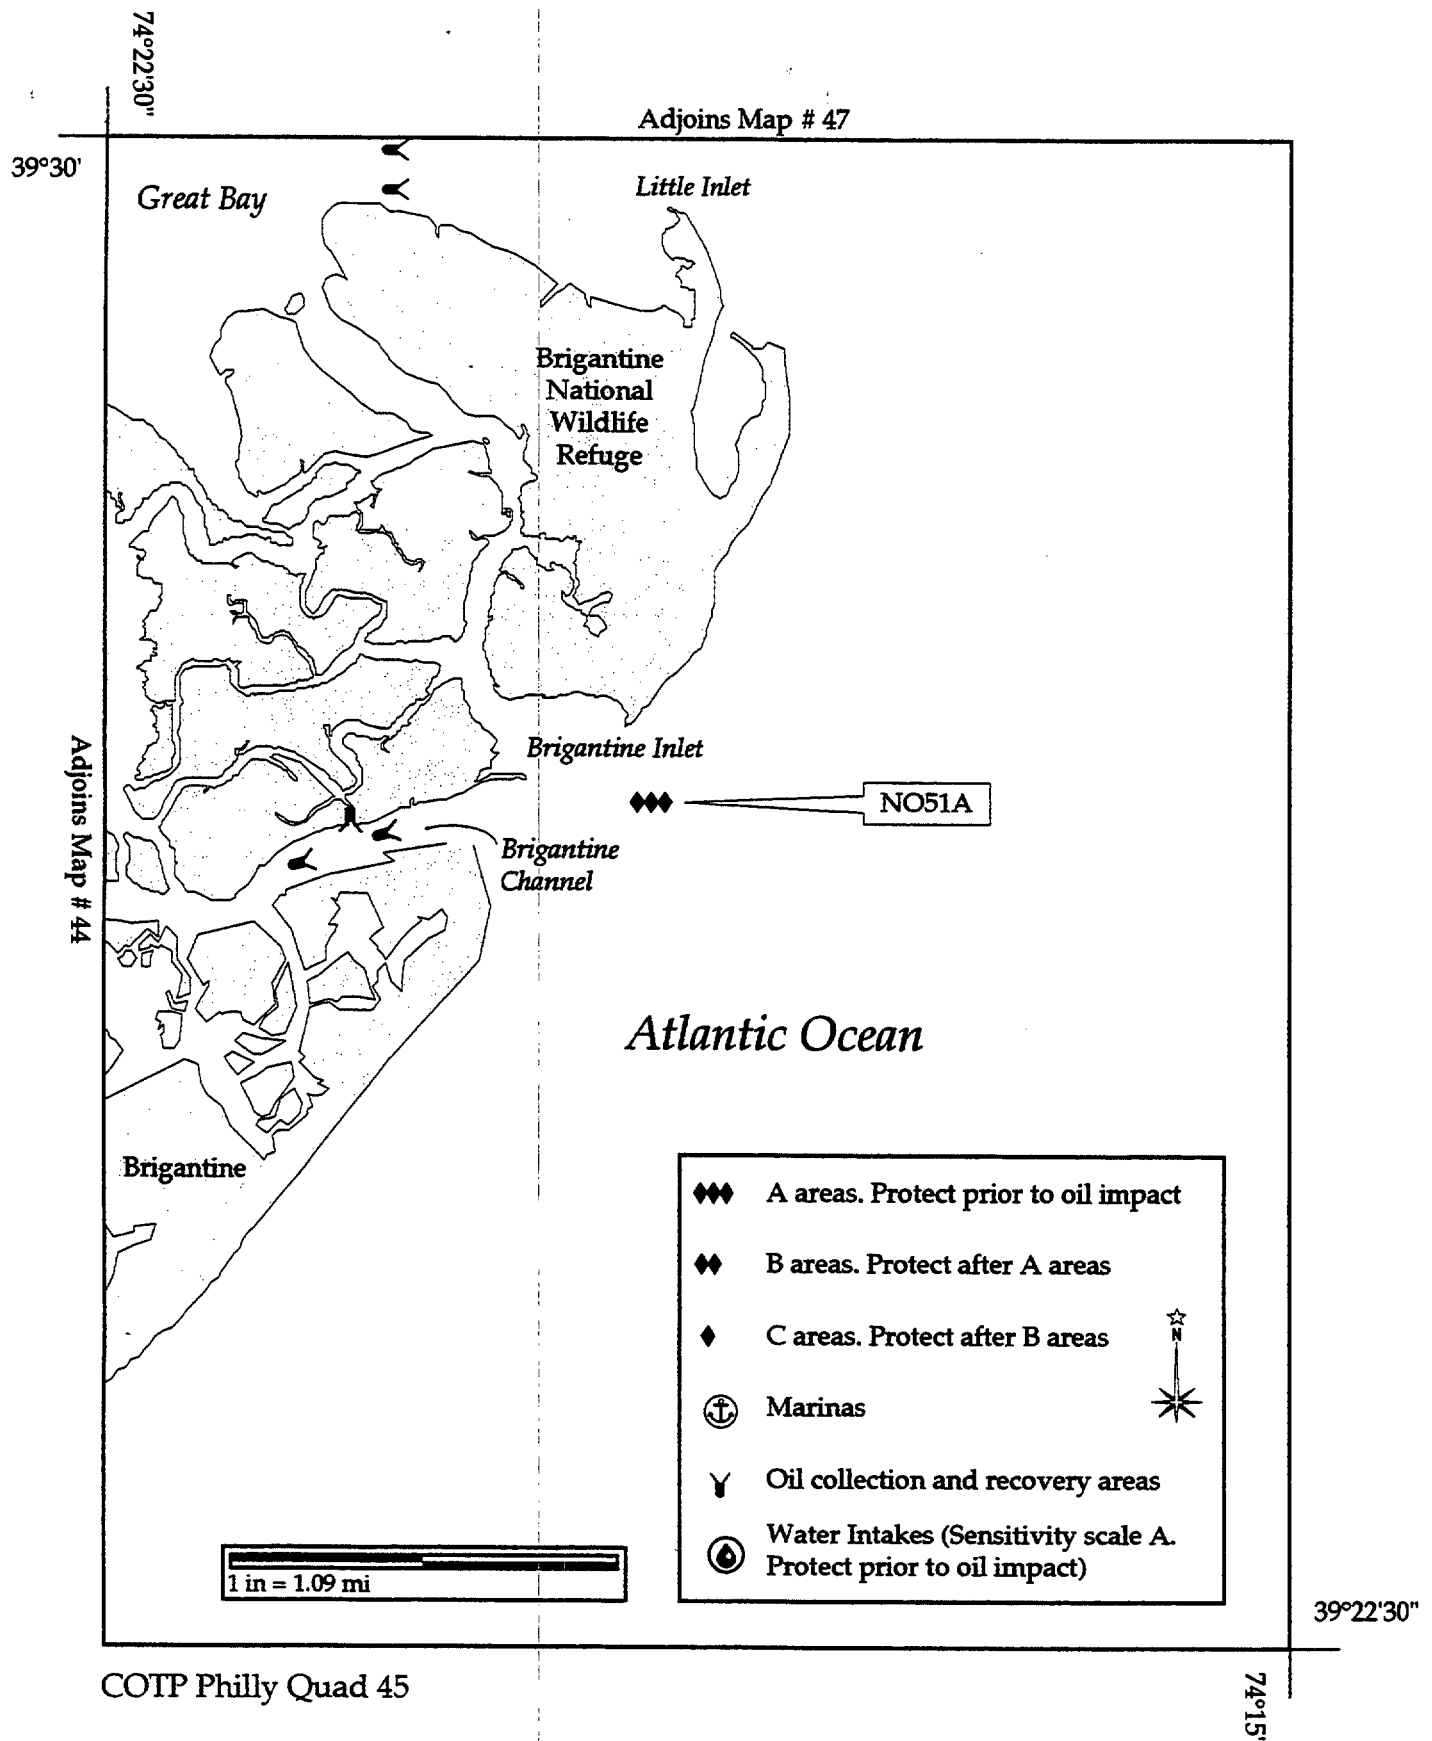 74°22'30"
Adjoins Map # 47
39°30'
Great Bay
Little Inlet
Brigantine
National
Wildlife
Refuge
Brigantine Inlet
NO51A
Adjoins Map # 44
Brigantine
Channel
Atlantic Ocean
Brigantine
A areas. Protect prior to oil impact
B areas. Protect after A areas
C areas. Protect after B areas
N
Marinas
Oil collection and recovery areas
Water Intakes (Sensitivity scale A.
Protect prior to oil impact)
1 in = 1.09 mi
39°22'30"
COTP Philly Quad 45
74°15'